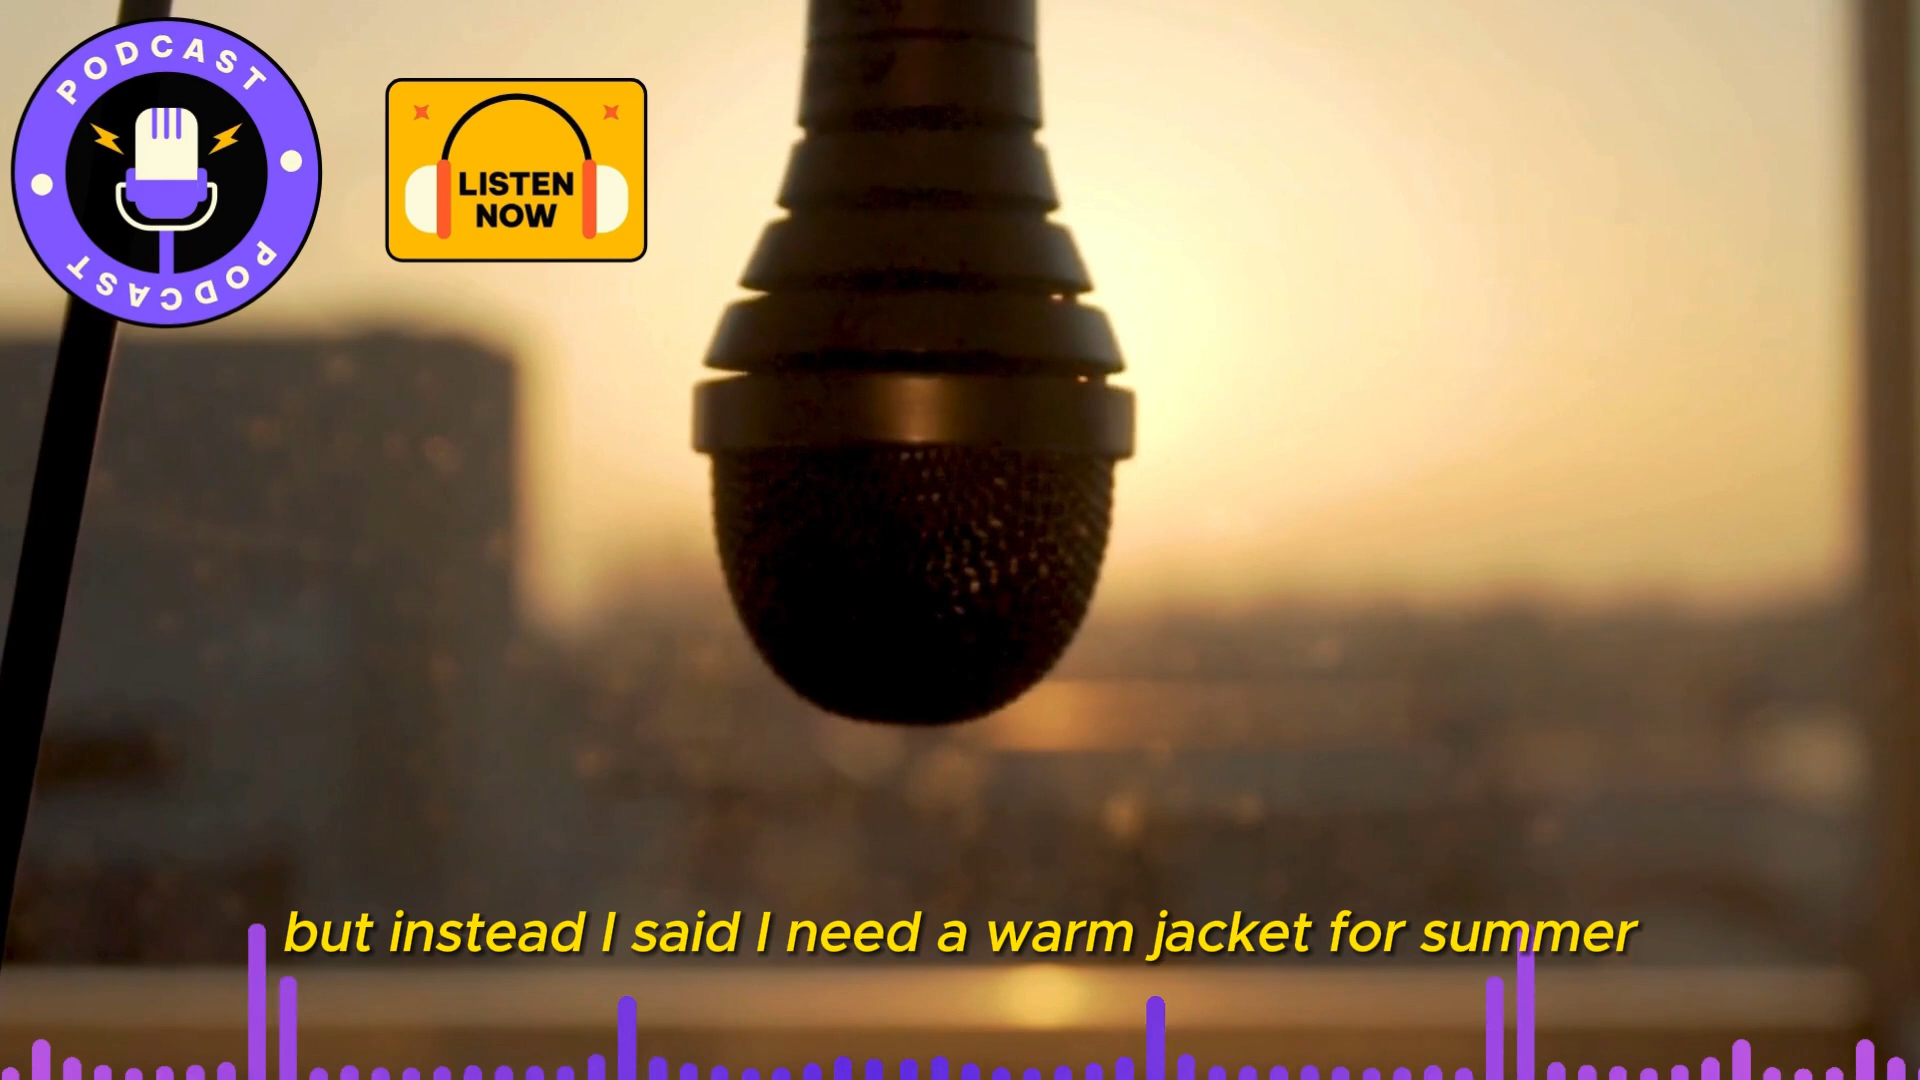 PODCAST
PODCAST
LISTEN
NOW
but instead I said I need a warm jacket for summer